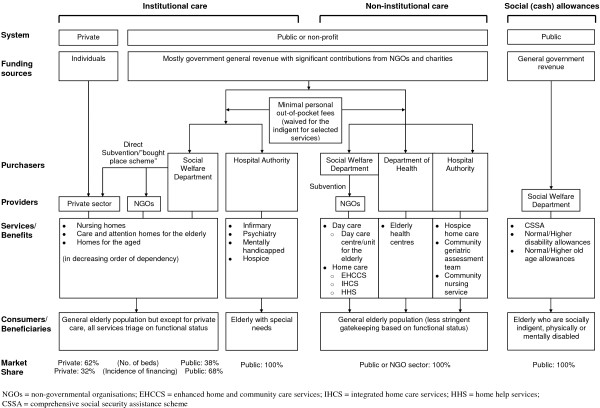 Institutional care
Non-institutional care
Social (cash) allowances
System
Private
Public or non-profit
Public
Funding
sources
Individuals
Mostly government general revenue with significant contributions from NGOs and charities
General government
revenue
Minimal personal
out-of-pocket fees
(waived for the
indigent for selected
services)
Direct
Subvention/"bought
place scheme"
Purchasers
Social
Welfare
Department
Hospital Authority
Social Welfare
Department
Department of
Health
Hospital
Authority
Subvention
Providers
Private sector
NGOs
NGOs
Social Welfare
Department
Services/
Benefits
● Nursing homes
● Care and attention homes for the elderly
● Homes for the aged
(in decreasing order of dependency)
● Infirmary
● Psychiatry
● Mentally
handicapped
● Hospice
● Day care
○ Day care
centre/unit for
the elderly
● Home care
○ EHCCS
○ IHCS
○ HHS
● Elderly
health
centres
● Hospice
home care
● Community
geriatric
assessment
team
● Community
nursing
service
● CSSA
● Normal/Higher
disability allowances
● Normal/Higher old
age allowances
Consumers/
Beneficiaries
General elderly population but except for private
care, all services triage on functional status
Elderly with special
needs
General elderly population (less stringent
gatekeeping based on functional status)
Elderly who are socially
indigent, physically or
mentally disabled
Market
Share
Private: 62% (No. of beds) Public: 38%
Private: 32% (Incidence of financing) Public: 68%
Public: 100%
Public or NGO sector: 100%
Public: 100%
NGOs = non-governmental organisations; EHCCS = enhanced home and community care services; IHCS = integrated home care services; HHS = home help services;
CSSA = comprehensive social security assistance scheme